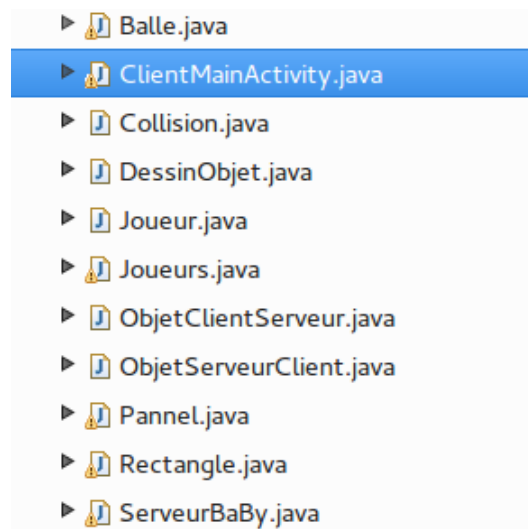 Balle.java
ClientMainActivity.java
Collision.java
DessinObjet.java
Joueur.java
Joueurs.java
ObjetClientServeur.java
ObjetServeurClient.java
Pannel.java
Rectangle.java
ServeurBaBy.java